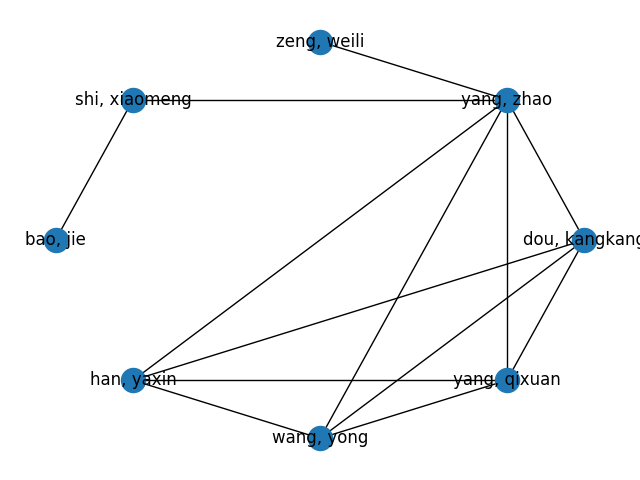 zeng, weili
shi, xiaomeng
yang, zhao
bao, jie
dou, kangkang
han, yaxin
yang, qixuan
wang, yong